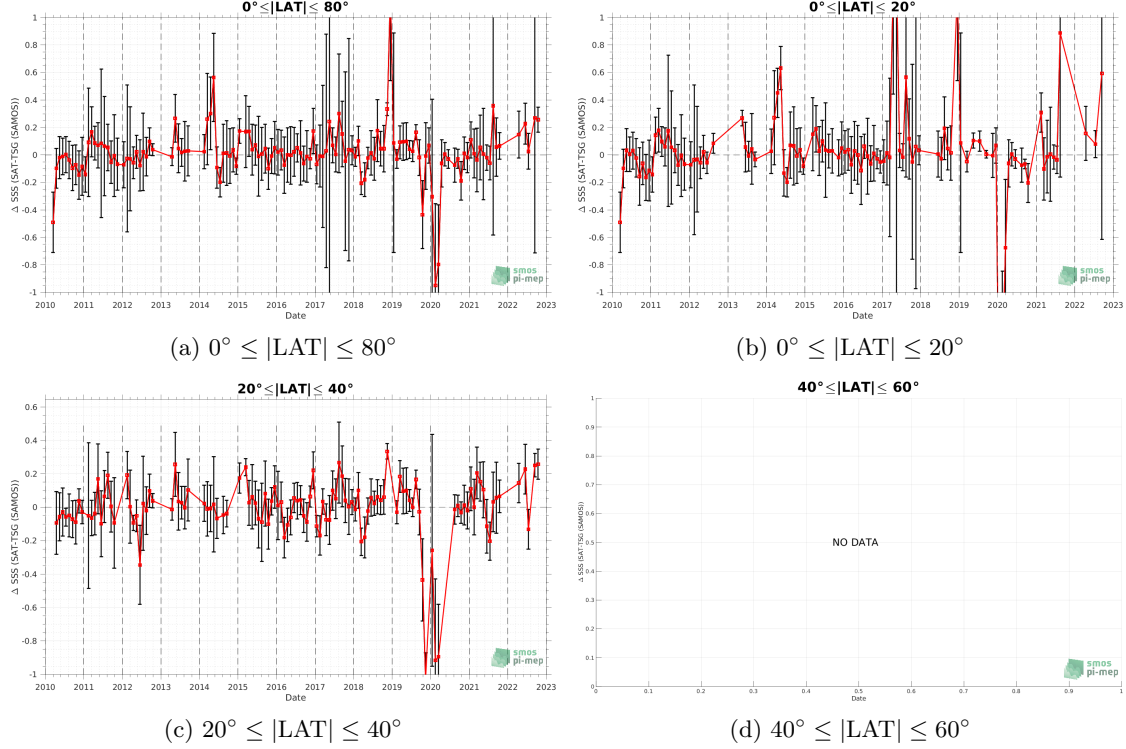 0°≤|LAT|≤ 80°
Δ SSS (SAT-TSG (SAMOS))
1
0.8
0.6
0.4
0.2
0
-0.2
-0.4
-0.6
-0.8
-1
2010 2011 2012 2013 2014 2015 2016 2017 2018 2019 2020 2021 2022 2023
Date
smos
pi-mep
(a) 0° ≤ |LAT| ≤ 80°
0°≤|LAT|≤ 20°
Δ SSS (SAT-TSG (SAMOS))
1
0.8
0.6
0.4
0.2
0
-0.2
-0.4
-0.6
-0.8
-1
2010 2011 2012 2013 2014 2015 2016 2017 2018 2019 2020 2021 2022 2023
Date
smos
pi-mep
(b) 0° ≤ |LAT| ≤ 20°
20°≤|LAT|≤ 40°
Δ SSS (SAT-TSG (SAMOS))
0.6
0.4
0.2
0
-0.2
-0.4
-0.6
-0.8
-1
2010 2011 2012 2013 2014 2015 2016 2017 2018 2019 2020 2021 2022 2023
Date
smos
pi-mep
(c) 20° ≤ |LAT| ≤ 40°
40°≤|LAT|≤ 60°
Δ SSS (SAT-TSG (SAMOS))
1
0.9
0.8
0.7
0.6
0.5
0.4
0.3
0.2
0.1
0
NO DATA
0 0.1 0.2 0.3 0.4 0.5 0.6 0.7 0.8 0.9 1
Date
smos
pi-mep
(d) 40° ≤ |LAT| ≤ 60°